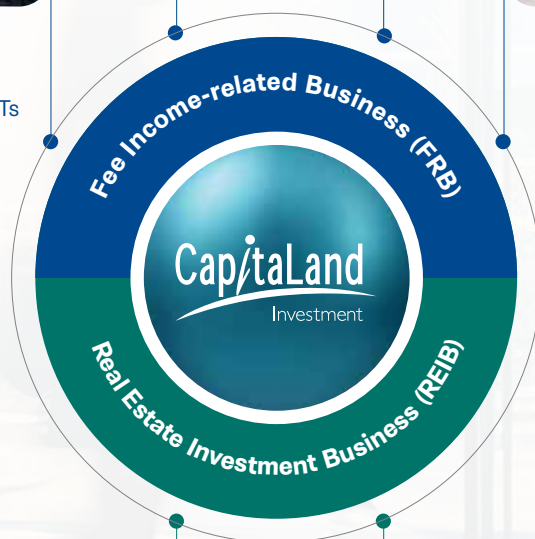 Ts
Fee Income-related Business (FRB)
CapitaLand
Investment
Real Estate Investment Business (REIB)